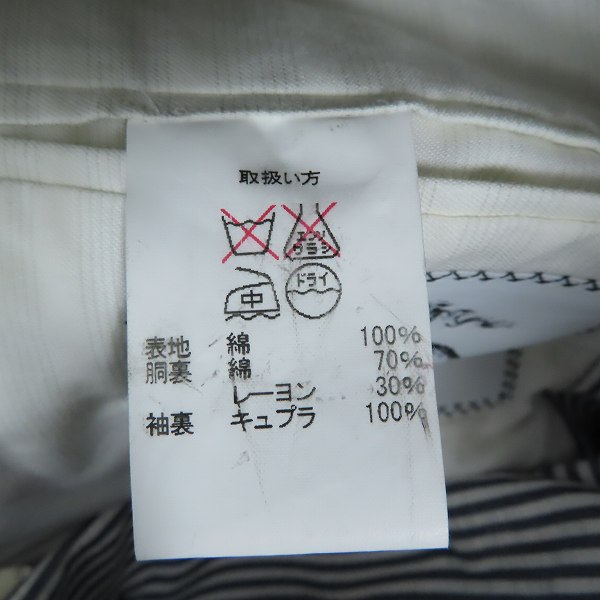 取扱い方
エンソ サラシ
中 ドライ
表地 綿 100%
胴裏 綿 70%
レーヨン 30%
袖裏 キュプラ 100%